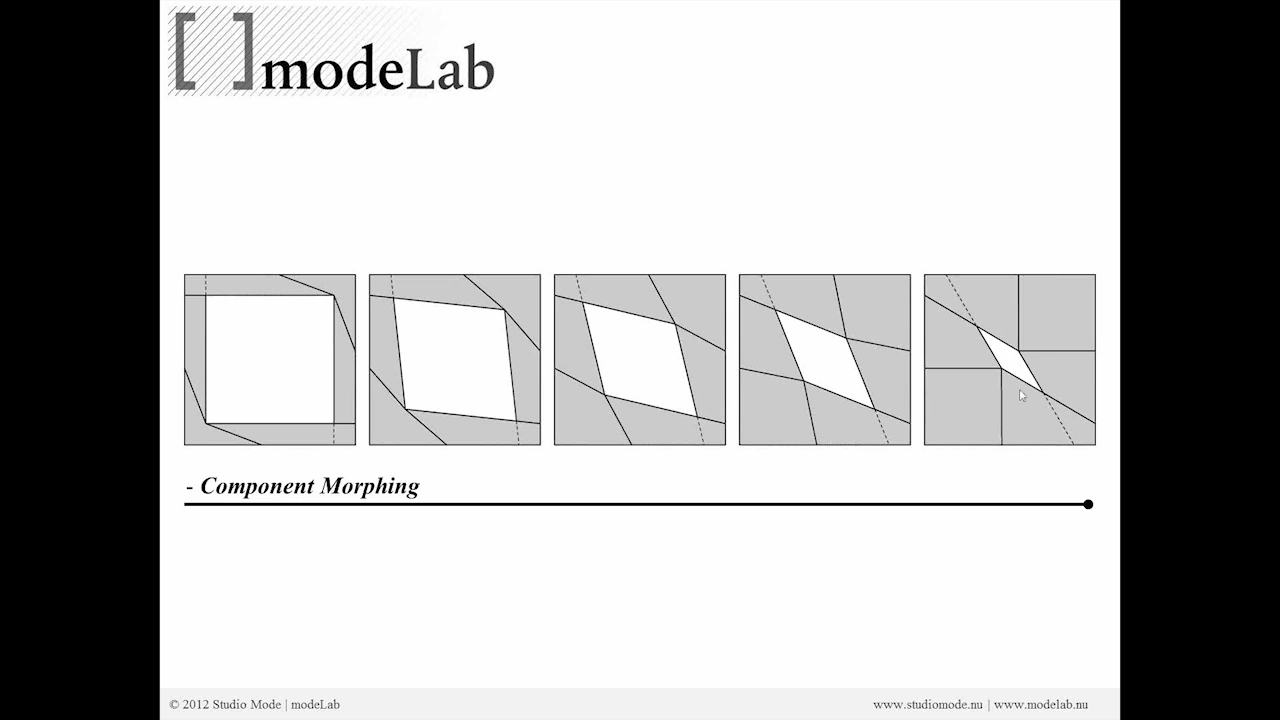 [ ] modeLab
- Component Morphing
© 2012 Studio Mode | modeLab
www.studiomode.nu | www.modelab.nu